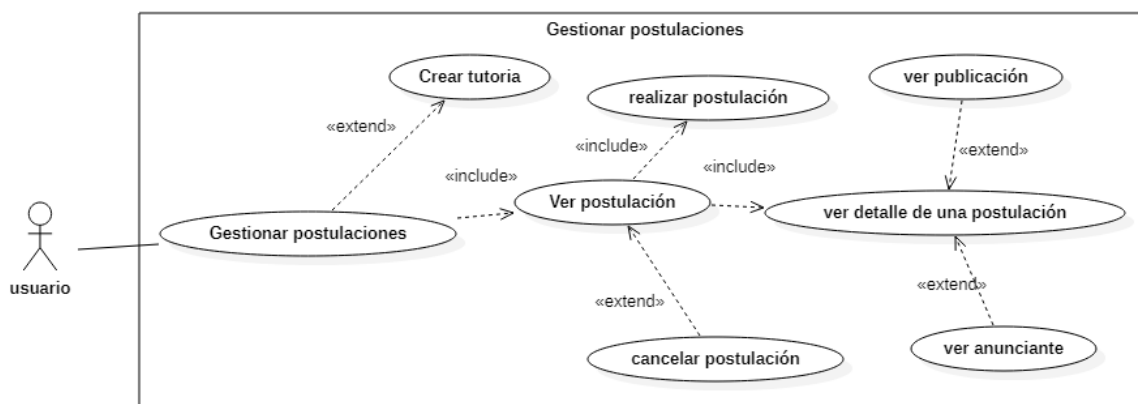 Gestionar postulaciones
Crear tutoria
ver publicación
realizar postulación
«extend»
«include»
«include»
«extend»
«include»
Ver postulación
ver detalle de una postulación
Gestionar postulaciones
usuario
«extend»
«extend»
cancelar postulación
ver anunciante